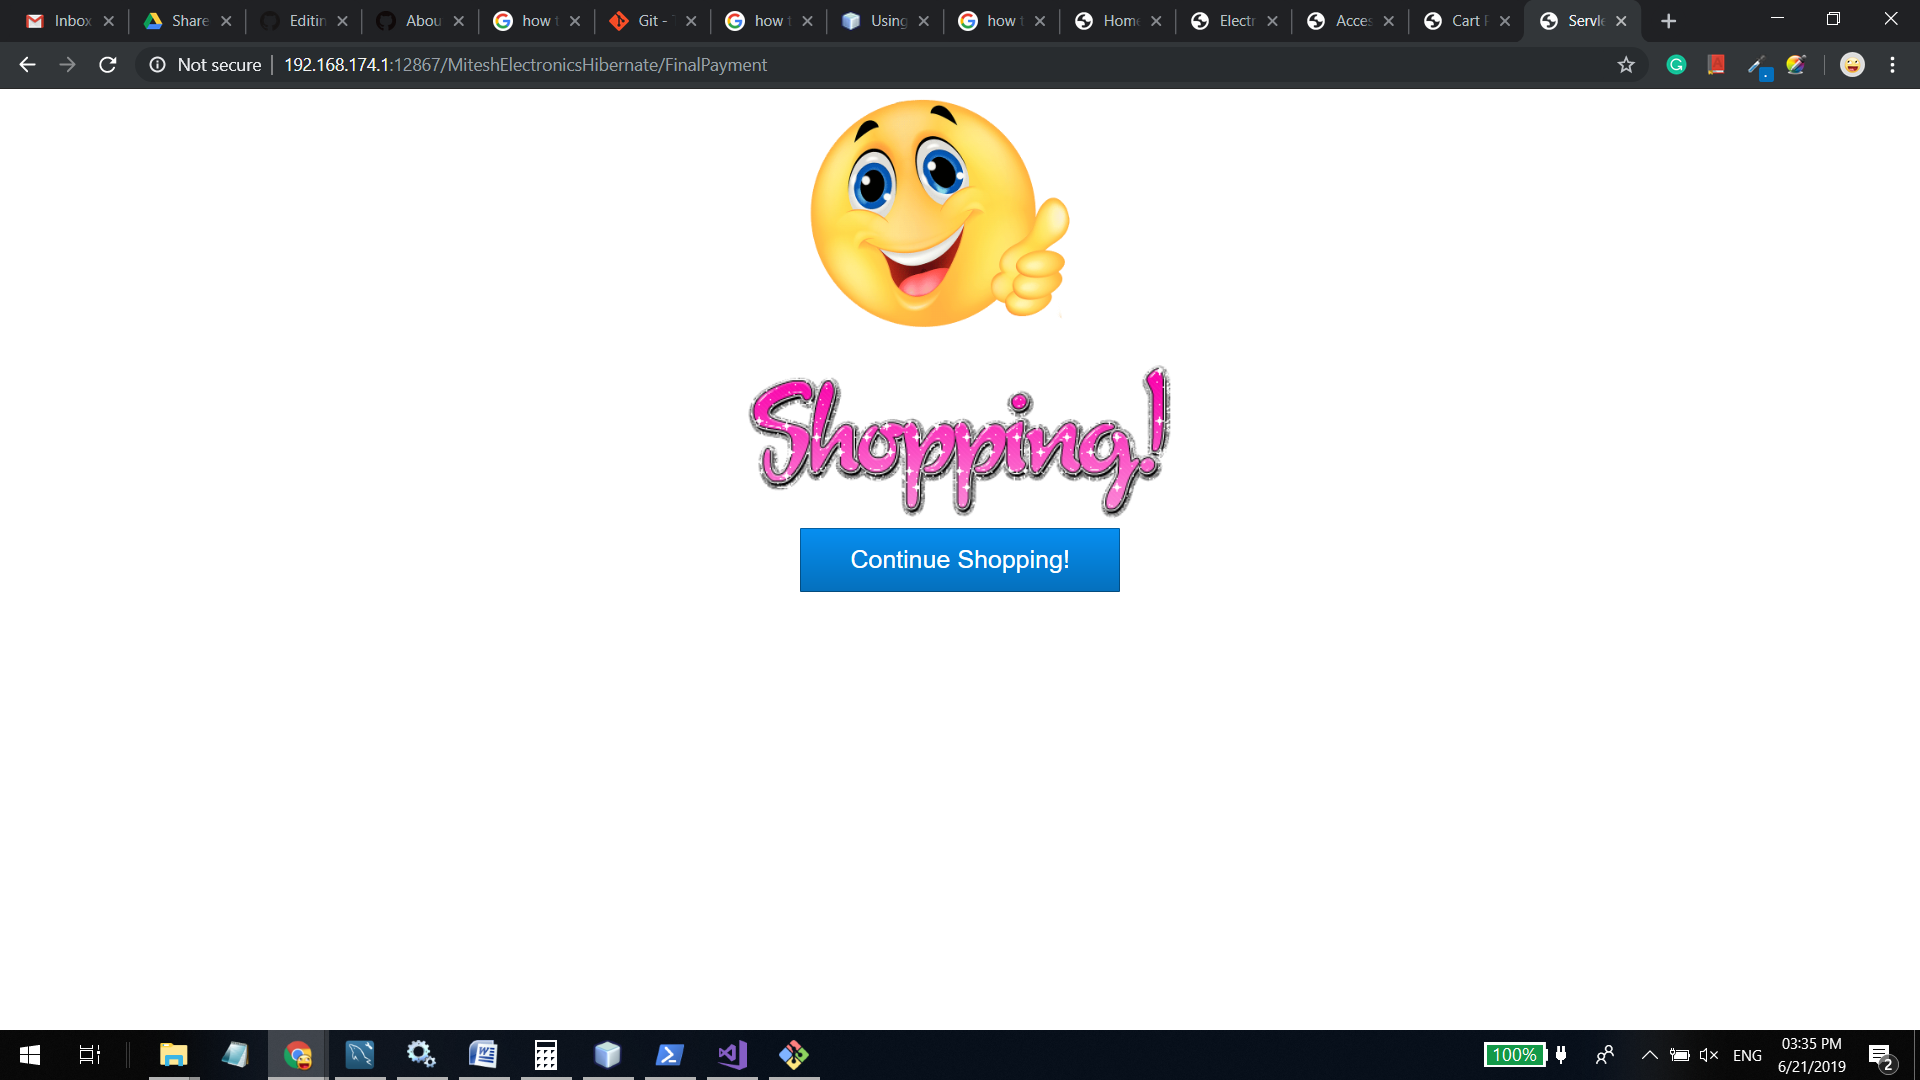 Inbox
Share
Editin
Abou
how t
Git -
how t
Using
how t
Home
Electr
Acces
Cart
Servle
Not secure
192.168.174.1:12867/MiteshElectronicsHibernate/FinalPayment
Shopping!
Continue Shopping!
100%
ENG
03:35 PM
6/21/2019
2